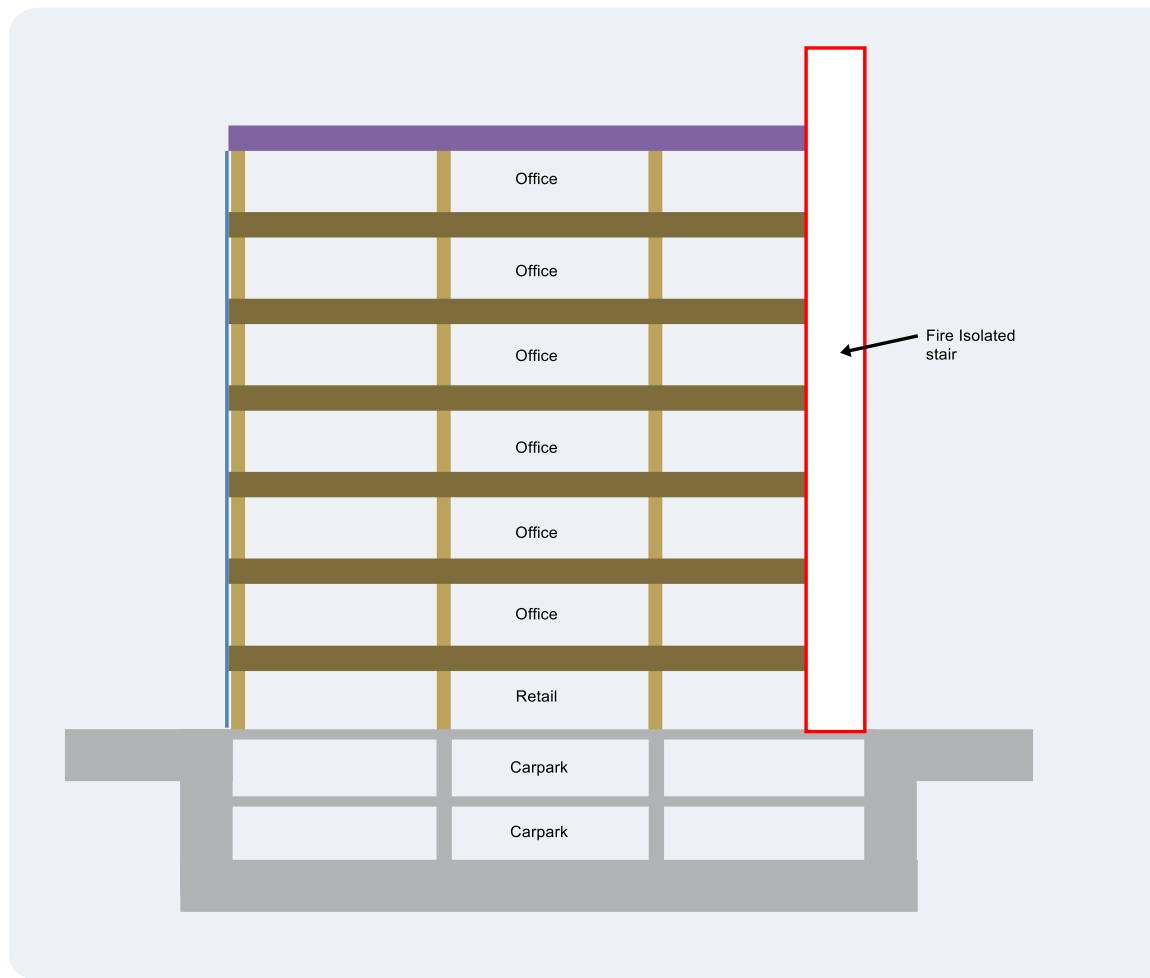 Office
Office
Fire Isolated
stair
Office
Office
Office
Office
Retail
Carpark
Carpark